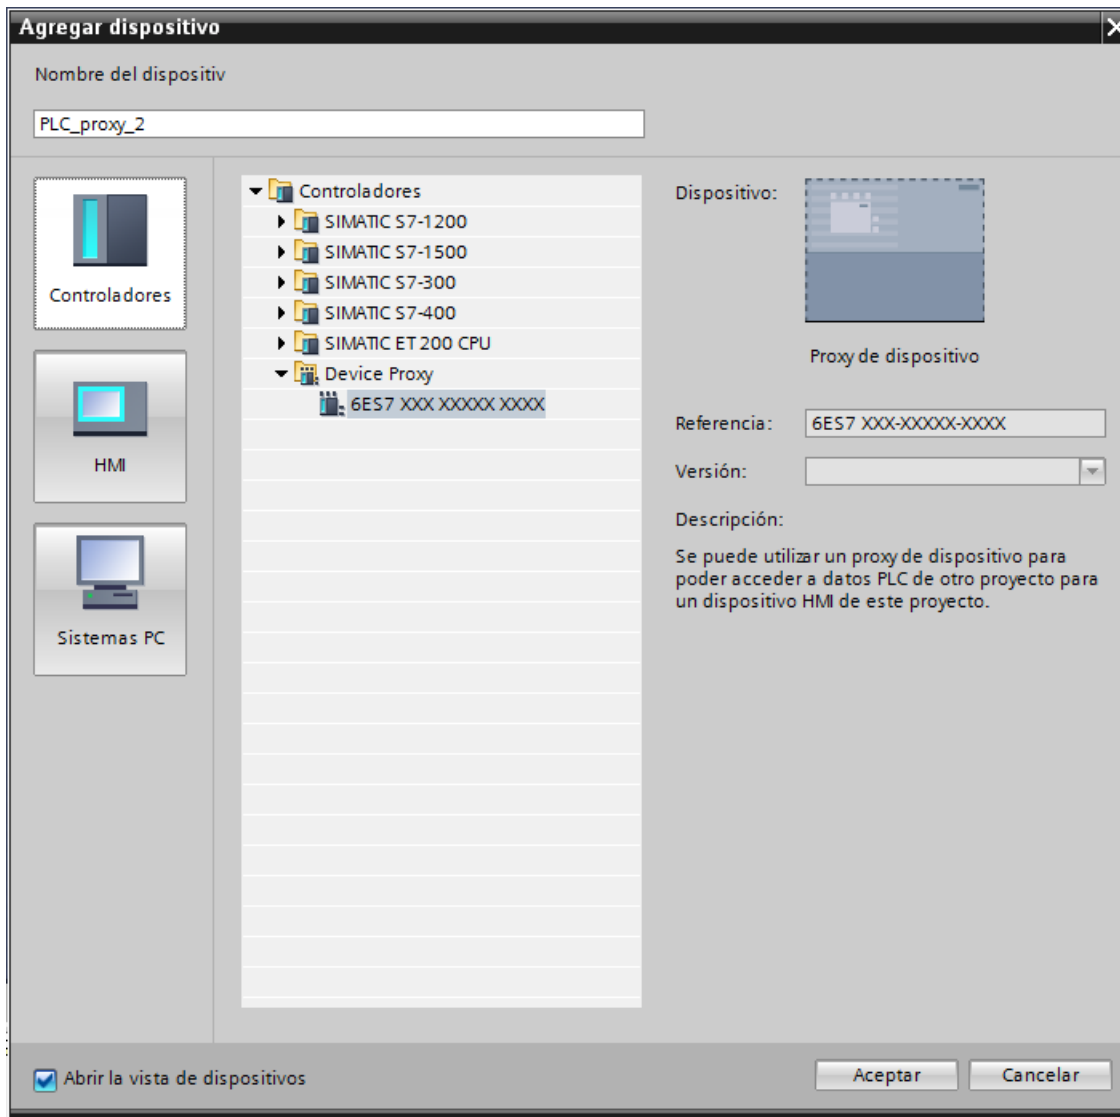 Agregar dispositivo
Nombre del dispositiv
PLC_proxy_2
Controladores
HMI
Sistemas PC
Controladores
SIMATIC S7-1200
SIMATIC S7-1500
SIMATIC S7-300
SIMATIC S7-400
SIMATIC ET 200 CPU
Device Proxy
6ES7 XXX XXXXX XXXX
Dispositivo:
Proxy de dispositivo
Referencia:
6ES7 XXX-XXXXX-XXXX
Versión:
Descripción:
Se puede utilizar un proxy de dispositivo para
poder acceder a datos PLC de otro proyecto para
un dispositivo HMI de este proyecto.
Abrir la vista de dispositivos
Aceptar
Cancelar